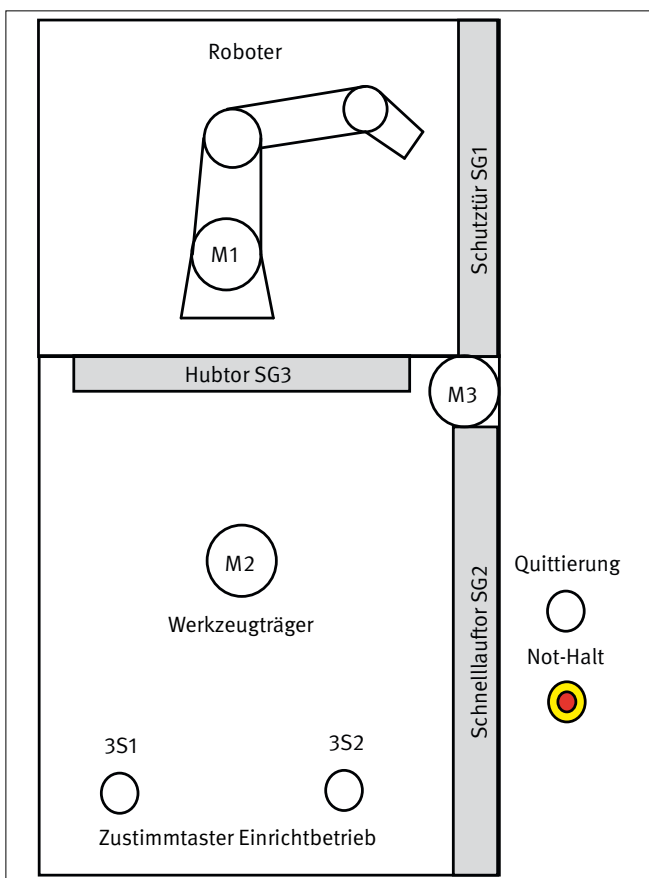 Roboter
M1
Schutztür SG1
Hubtor SG3
M3
M2
Werkzeugträger
Schnelllauftor SG2
Quittierung
Not-Halt
3S1
3S2
Zustimmtaster Einrichtbetrieb